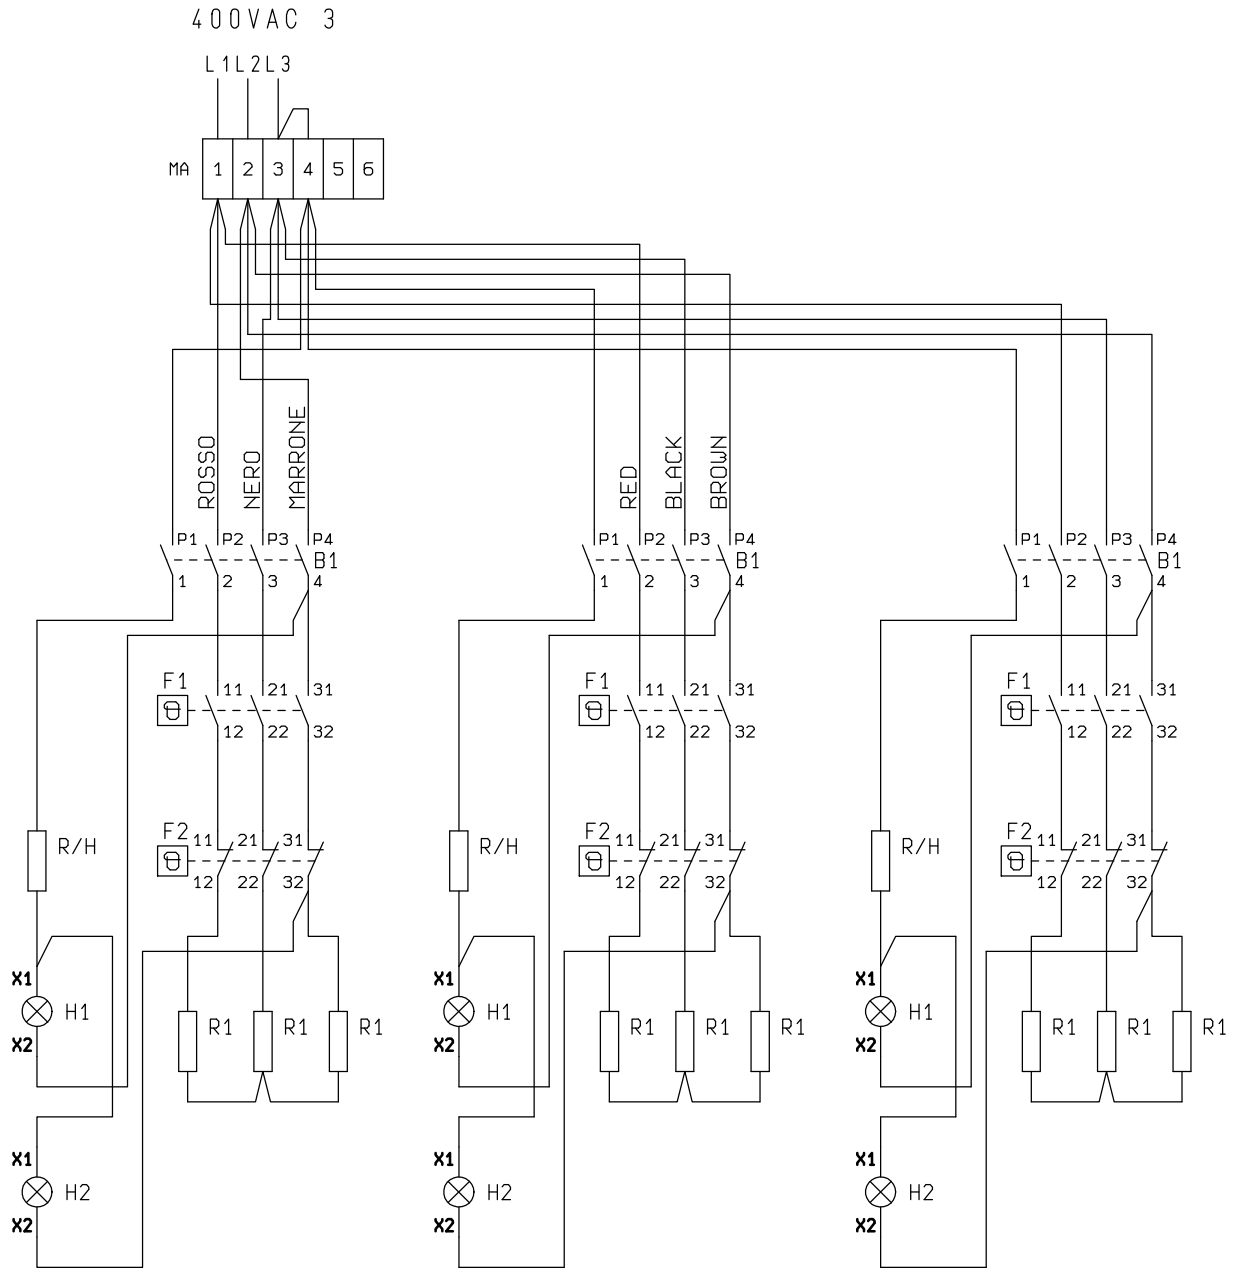 400VAC 3
L1 L2 L3
MA 1 2 3 4 5 6
ROSSO NERO MARRONE RED BLACK BROWN
P1 P2 P3 P4 P1 P2 P3 P4 P1 P2 P3 P4
B1 B1 B1
1 2 3 4 1 2 3 4 1 2 3 4
F1 11 21 31 F1 11 21 31 F1 11 21 31
12 22 32 12 22 32 12 22 32
F2 11 21 31 F2 11 21 31 F2 11 21 31
R/H R/H R/H
12 22 32 12 22 32 12 22 32
X1 X1 X1
H1 R1 R1 R1 H1 R1 R1 R1 H1 R1 R1 R1
X2 X2 X2
X1 X1 X1
H2 H2 H2
X2 X2 X2